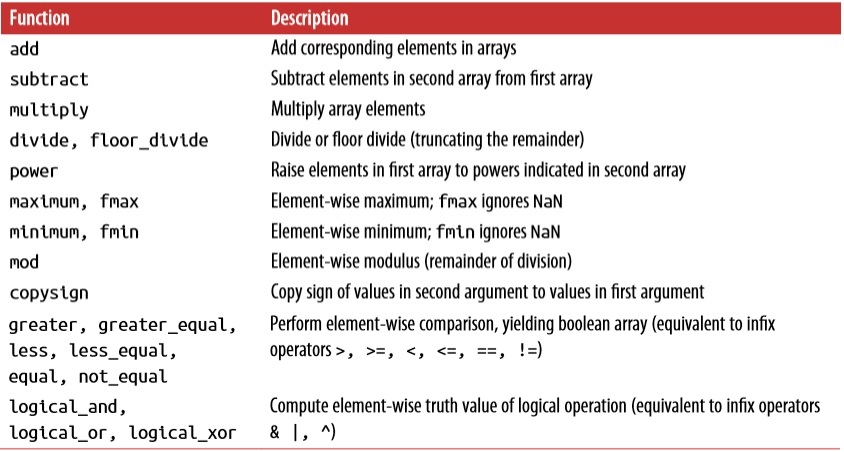 Function Description
add Add corresponding elements in arrays
subtract Subtract elements in second array from first array
multiply Multiply array elements
divide, floor_divide Divide or floor divide (truncating the remainder)
power Raise elements in first array to powers indicated in second array
maximum, fmax Element-wise maximum; fmax ignores NaN
minimum, fmin Element-wise minimum; fmin ignores NaN
mod Element-wise modulus (remainder of division)
copysign Copy sign of values in second argument to values in first argument
greater, greater_equal, Perform element-wise comparison, yielding boolean array (equivalent to infix
less, less_equal, operators >, >=, <, <=, ==, !=)
equal, not_equal
logical_and, Compute element-wise truth value of logical operation (equivalent to infix operators
logical_or, logical_xor & |, ^)